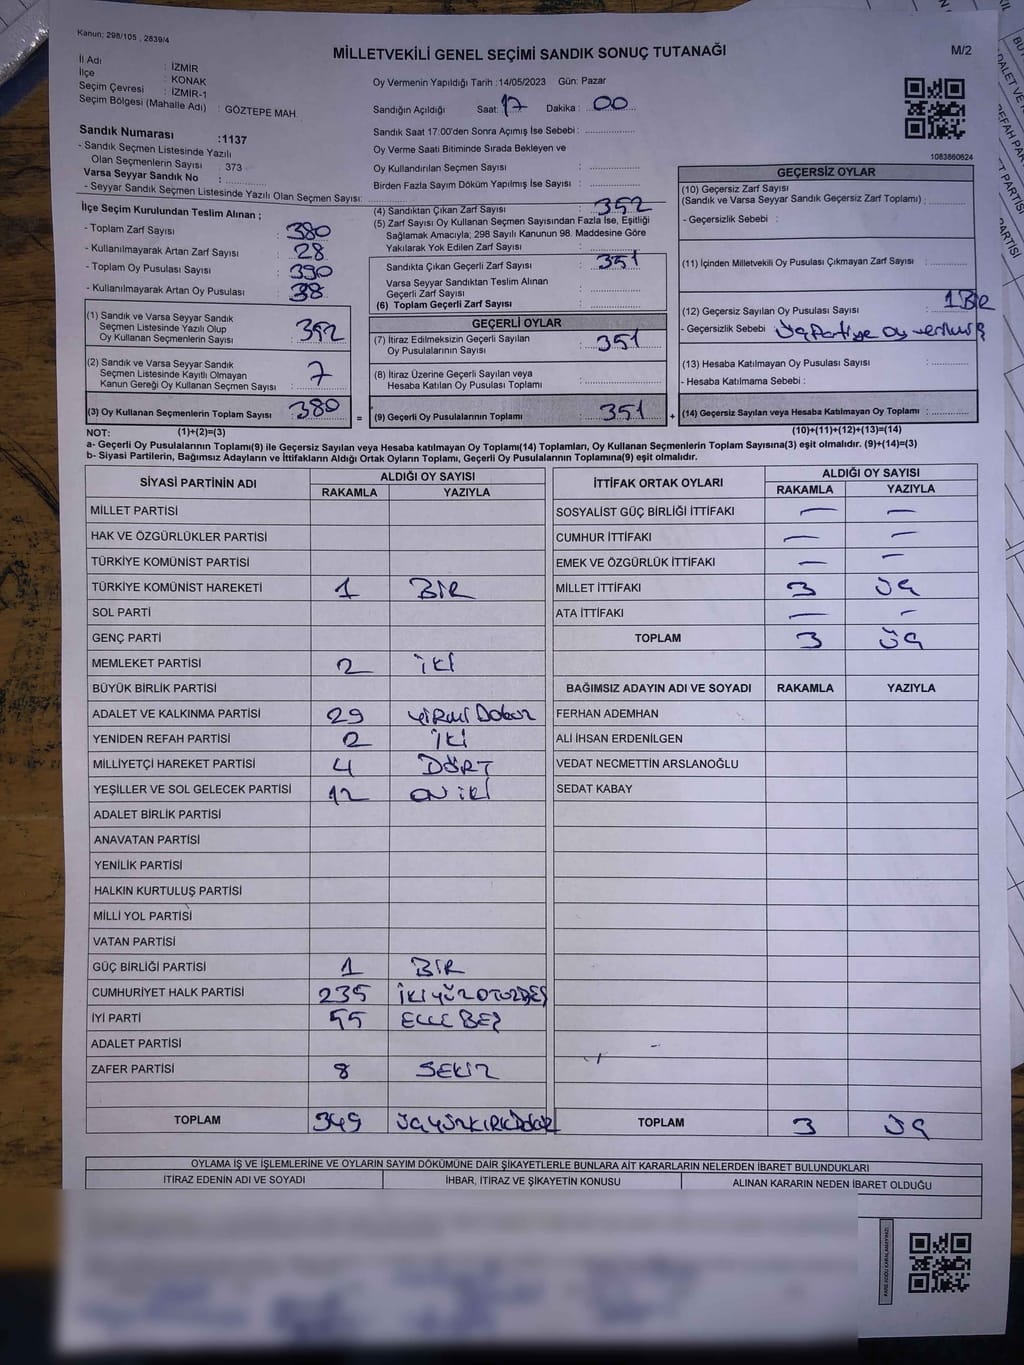 Kanun; 298/105 , 2839/4
MİLLETVEKİLİ GENEL SEÇİMİ SANDIK SONUÇ TUTANAĞI
M/2
İl Adı : İZMİR
İlçe : KONAK
Seçim Çevresi : İZMİR-1
Seçim Bölgesi (Mahalle Adı) : GÖZTEPE MAH.
Sandık Numarası :1137
- Sandık Seçmen Listesinde Yazılı
Olan Seçmenlerin Sayısı : 373
Varsa Seyyar Sandık No :
- Seyyar Sandık Seçmen Listesinde Yazılı Olan Seçmen Sayısı:
Oy Vermenin Yapıldığı Tarih :14/05/2023 Gün: Pazar
Sandığın Açıldığı Saat: 17 Dakika : 00
Sandık Saat 17:00'den Sonra Açımış İse Sebebi :
Oy Verme Saati Bitiminde Sırada Bekleyen ve
Oy Kullandırılan Seçmen Sayısı :
Birden Fazla Sayım Döküm Yapılmış İse Sayısı :
1083860624
İlçe Seçim Kurulundan Teslim Alınan ;
- Toplam Zarf Sayısı : 380
- Kullanılmayarak Artan Zarf Sayısı : 28
- Toplam Oy Pusulası Sayısı : 390
- Kullanılmayarak Artan Oy Pusulası : 38
(1) Sandık ve Varsa Seyyar Sandık
Seçmen Listesinde Yazılı Olup
Oy Kullanan Seçmenlerin Sayısı : 352
(2) Sandık ve Varsa Seyyar Sandık
Seçmen Listesinde Kayıtlı Olmayan
Kanun Gereği Oy Kullanan Seçmen Sayısı : 7
(3) Oy Kullanan Seçmenlerin Toplam Sayısı : 380 =
(4) Sandıktan Çıkan Zarf Sayısı : 352
(5) Zarf Sayısı Oy Kullanan Seçmen Sayısından Fazla İse, Eşitliği
Sağlamak Amacıyla; 298 Sayılı Kanunun 98. Maddesine Göre
Yakılarak Yok Edilen Zarf Sayısı :
Sandıkta Çıkan Geçerli Zarf Sayısı : 351
Varsa Seyyar Sandıktan Teslim Alınan
Geçerli Zarf Sayısı :
(6) Toplam Geçerli Zarf Sayısı :
GEÇERLİ OYLAR
(7) İtiraz Edilmeksizin Geçerli Sayılan
Oy Pusulalarının Sayısı : 351
(8) İtiraz Üzerine Geçerli Sayılan veya
Hesaba Katılan Oy Pusulası Toplamı :
(9) Geçerli Oy Pusulalarının Toplamı : 351 +
GEÇERSİZ OYLAR
(10) Geçersiz Zarf Sayısı
(Sandık ve Varsa Seyyar Sandık Geçersiz Zarf Toplamı) :
- Geçersizlik Sebebi :
(11) İçinden Milletvekili Oy Pusulası Çıkmayan Zarf Sayısı :
(12) Geçersiz Sayılan Oy Pusulası Sayısı : 1 BİR
- Geçersizlik Sebebi : Üç Partiye oy verilmiş
(13) Hesaba Katılmayan Oy Pusulası Sayısı :
- Hesaba Katılmama Sebebi :
(14) Geçersiz Sayılan veya Hesaba Katılmayan Oy Toplamı :
NOT: (1)+(2)=(3) (10)+(11)+(12)+(13)=(14)
a- Geçerli Oy Pusulalarının Toplamı(9) ile Geçersiz Sayılan veya Hesaba katılmayan Oy Toplamı(14) Toplamları, Oy Kullanan Seçmenlerin Toplam Sayısına(3) eşit olmalıdır. (9)+(14)=(3)
b- Siyasi Partilerin, Bağımsız Adayların ve İttifakların Aldığı Ortak Oyların Toplamı, Geçerli Oy Pusulalarının Toplamına(9) eşit olmalıdır.
SİYASİ PARTİNİN ADI ALDIĞI OY SAYISI
RAKAMLA YAZIYLA
MİLLET PARTİSİ
HAK VE ÖZGÜRLÜKLER PARTİSİ
TÜRKİYE KOMÜNİST PARTİSİ
TÜRKİYE KOMÜNİST HAREKETİ 1 BİR
SOL PARTİ
GENÇ PARTİ
MEMLEKET PARTİSİ 2 İKİ
BÜYÜK BİRLİK PARTİSİ
ADALET VE KALKINMA PARTİSİ 29 YİRMİ DOKUZ
YENİDEN REFAH PARTİSİ 2 İKİ
MİLLİYETÇİ HAREKET PARTİSİ 4 DÖRT
YEŞİLLER VE SOL GELECEK PARTİSİ 12 ON İKİ
ADALET BİRLİK PARTİSİ
ANAVATAN PARTİSİ
YENİLİK PARTİSİ
HALKIN KURTULUŞ PARTİSİ
MİLLİ YOL PARTİSİ
VATAN PARTİSİ
GÜÇ BİRLİĞİ PARTİSİ 1 BİR
CUMHURİYET HALK PARTİSİ 235 İKİ YÜZ OTUZ BEŞ
İYİ PARTİ 55 ELLİ BEŞ
ADALET PARTİSİ
ZAFER PARTİSİ 8 SEKİZ
TOPLAM 349 ÜÇ YÜZ KIRK DOKUZ
İTTİFAK ORTAK OYLARI ALDIĞI OY SAYISI
RAKAMLA YAZIYLA
SOSYALİST GÜÇ BİRLİĞİ İTTİFAKI — —
CUMHUR İTTİFAKI — —
EMEK VE ÖZGÜRLÜK İTTİFAKI — —
MİLLET İTTİFAKI 3 ÜÇ
ATA İTTİFAKI — —
TOPLAM 3 ÜÇ
BAĞIMSIZ ADAYIN ADI VE SOYADI RAKAMLA YAZIYLA
FERHAN ADEMHAN
ALİ İHSAN ERDENİLGEN
VEDAT NECMETTİN ARSLANOĞLU
SEDAT KABAY
TOPLAM 3 ÜÇ
OYLAMA İŞ VE İŞLEMLERİNE VE OYLARIN SAYIM DÖKÜMÜNE DAİR ŞİKAYETLERLE BUNLARA AİT KARARLARIN NELERDEN İBARET BULUNDUKLARI
İTİRAZ EDENİN ADI VE SOYADI İHBAR, İTİRAZ VE ŞİKAYETİN KONUSU ALINAN KARARIN NEDEN İBARET OLDUĞU